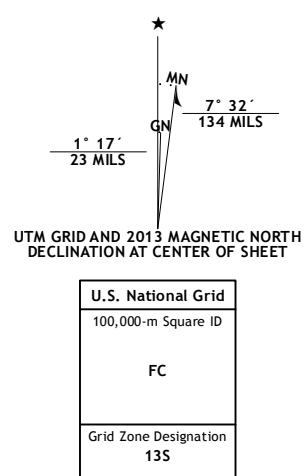 ★
MN
7° 32´
134 MILS
GN
1° 17´
23 MILS
UTM GRID AND 2013 MAGNETIC NORTH
DECLINATION AT CENTER OF SHEET
U.S. National Grid
100,000-m Square ID
FC
Grid Zone Designation
13S